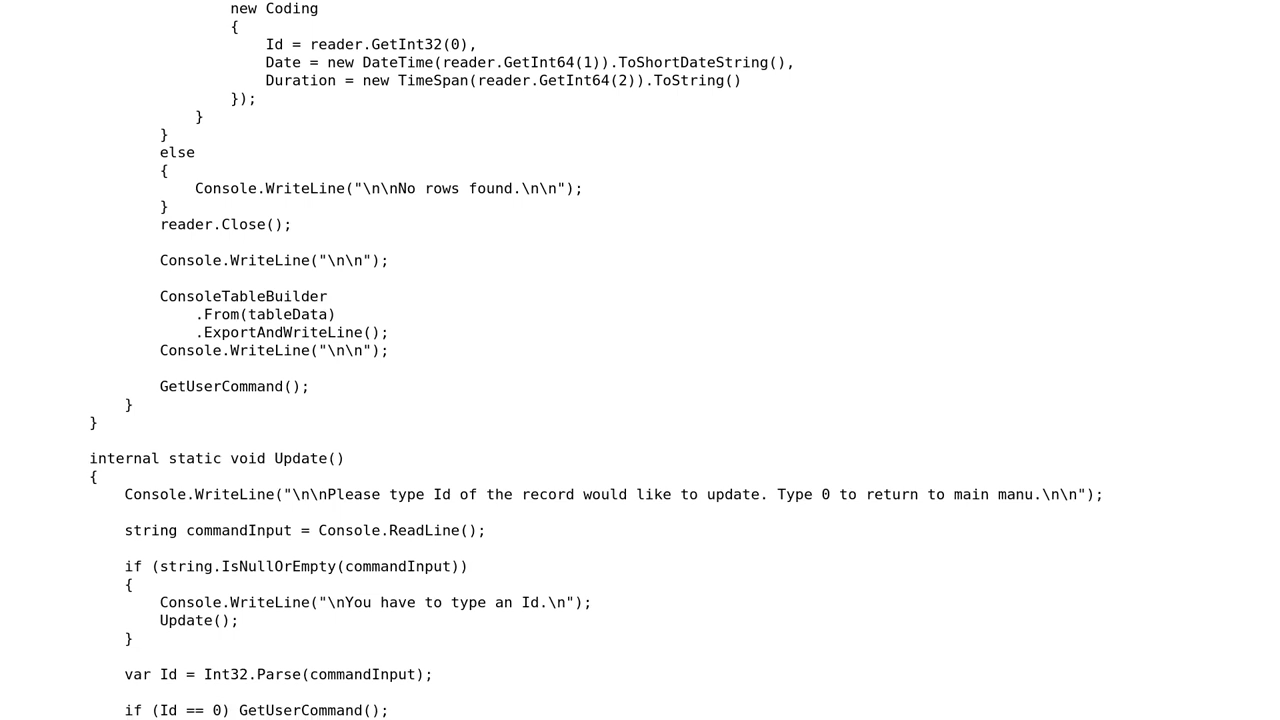 new Coding
{
Id = reader.GetInt32(0),
Date = new DateTime(reader.GetInt64(1)).ToShortDateString(),
Duration = new TimeSpan(reader.GetInt64(2)).ToString()
});
}
}
else
{
Console.WriteLine("\n\nNo rows found.\n\n");
}
reader.Close();
Console.WriteLine("\n\n");
ConsoleTableBuilder
.From(tableData)
.ExportAndWriteLine();
Console.WriteLine("\n\n");
GetUserCommand();
}
}
internal static void Update()
{
Console.WriteLine("\n\nPlease type Id of the record would like to update. Type 0 to return to main manu.\n\n");
string commandInput = Console.ReadLine();
if (string.IsNullOrEmpty(commandInput))
{
Console.WriteLine("\nYou have to type an Id.\n");
Update();
}
var Id = Int32.Parse(commandInput);
if (Id == 0) GetUserCommand();